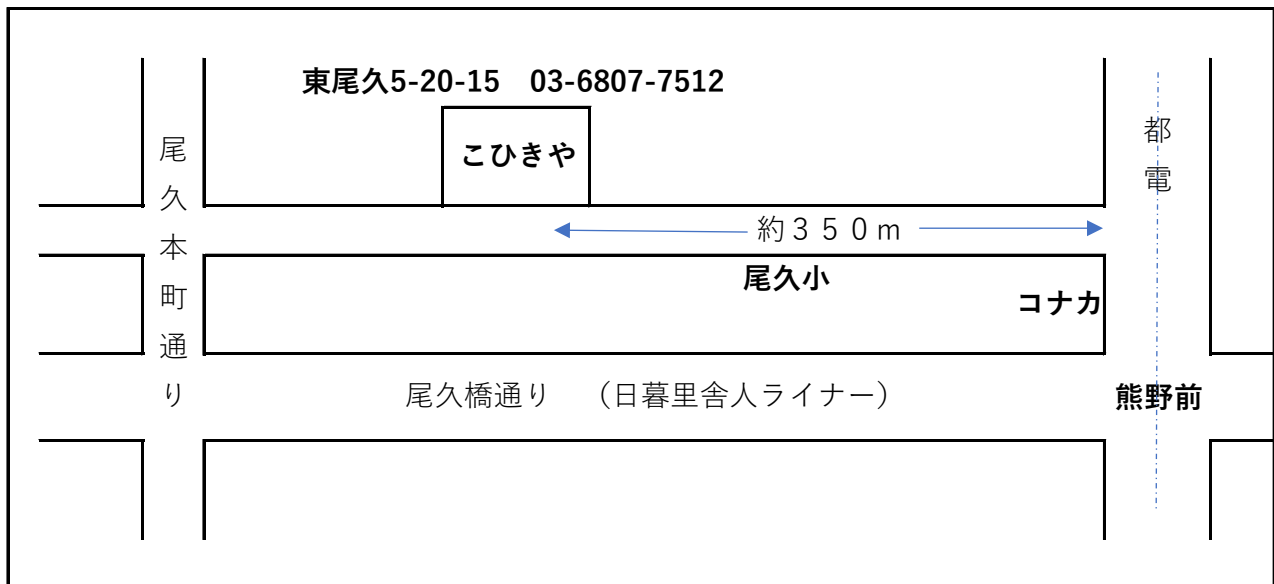 東尾久5-20-15　03-6807-7512
こひきや
都電
尾久本町通り
約３５０ｍ
尾久小
コナカ
尾久橋通り　（日暮里舎人ライナー）
熊野前